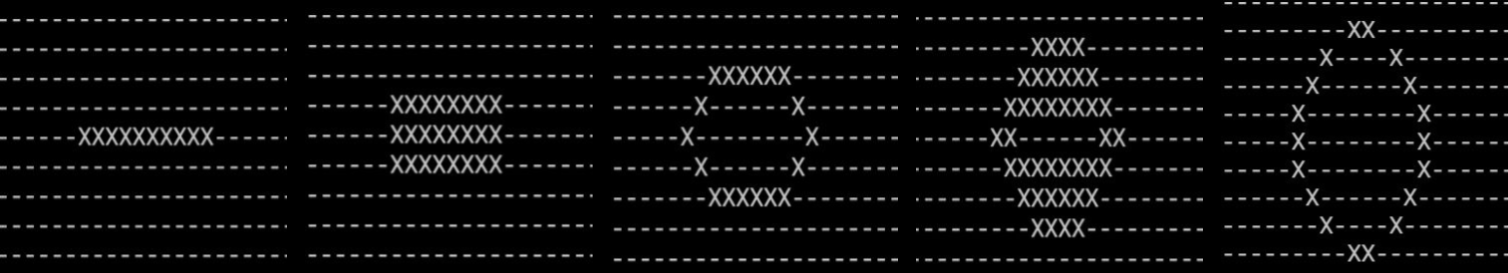 ---------------------
---------------------
---------------------
---------------------
------XXXXXXXXXX-----
---------------------
---------------------
---------------------
---------------------
--------------------
--------------------
--------------------
------XXXXXXXX------
------XXXXXXXX------
------XXXXXXXX------
--------------------
--------------------
--------------------
---------------------
---------------------
-------XXXXXX--------
------X------X-------
-----X--------X------
------X------X-------
-------XXXXXX--------
---------------------
---------------------
---------------------
--------XXXX---------
-------XXXXXX--------
------XXXXXXXX-------
-----XX------XX------
------XXXXXXXX-------
-------XXXXXX--------
--------XXXX---------
---------------------
--------------------
---------XX---------
-------X----X-------
------X------X------
-----X--------X-----
-----X--------X-----
-----X--------X-----
------X------X------
-------X----X-------
---------XX---------